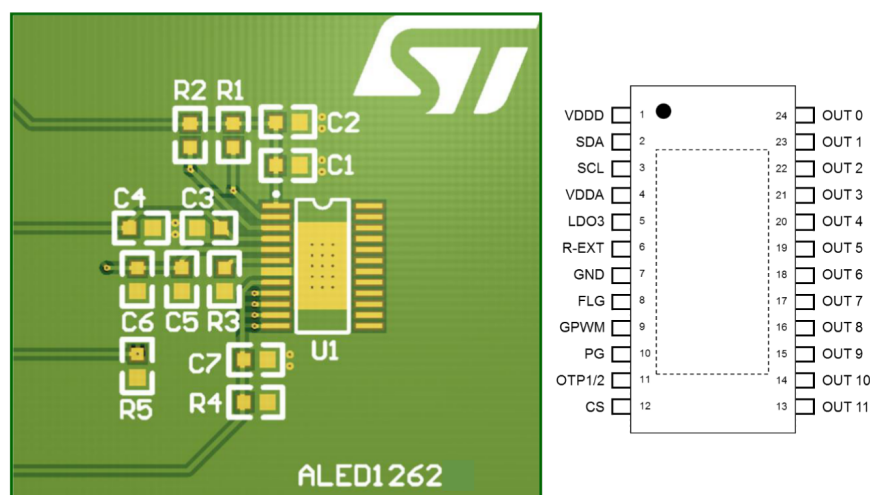 ST
R2 R1
C2
C1
C4 C3
C6 C5 R3
U1
C7
R5
R4
ALED1262
VDDD 1 24 OUT 0
SDA 2 23 OUT 1
SCL 3 22 OUT 2
VDDA 4 21 OUT 3
LDO3 5 20 OUT 4
R-EXT 6 19 OUT 5
GND 7 18 OUT 6
FLG 8 17 OUT 7
GPWM 9 16 OUT 8
PG 10 15 OUT 9
OTP1/2 11 14 OUT 10
CS 12 13 OUT 11